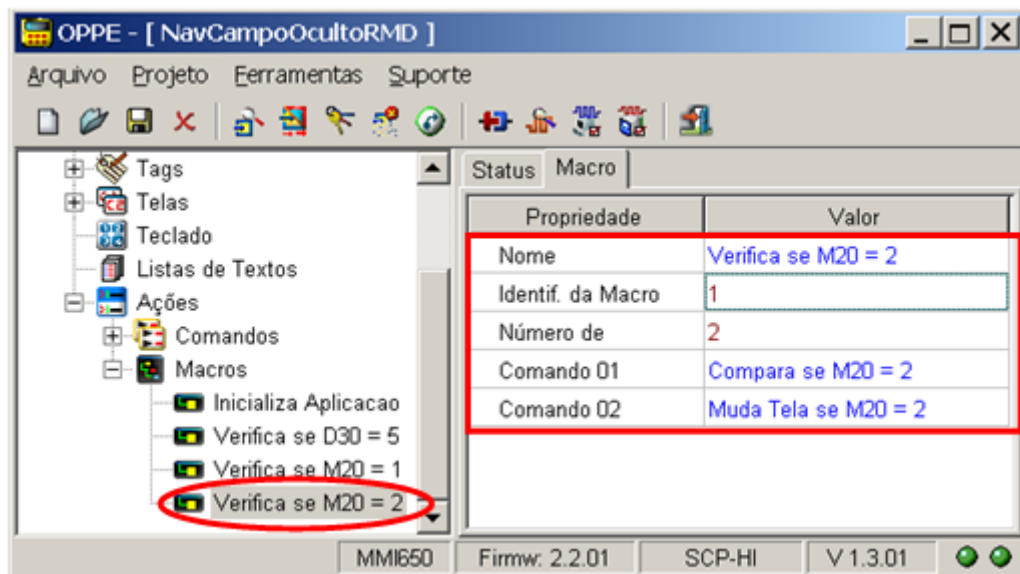 OPPE - [ NavCampoOcultoRMD ]
Arquivo Projeto Ferramentas Suporte
Tags
Telas
Teclado
Listas de Textos
Ações
Comandos
Macros
Inicializa Aplicacao
Verifica se D30 = 5
Verifica se M20 = 1
Verifica se M20 = 2
Status Macro
Propriedade Valor
Nome Verifica se M20 = 2
Identif. da Macro 1
Número de 2
Comando 01 Compara se M20 = 2
Comando 02 Muda Tela se M20 = 2
MMI650 Firmw: 2.2.01 SCP-HI V 1.3.01